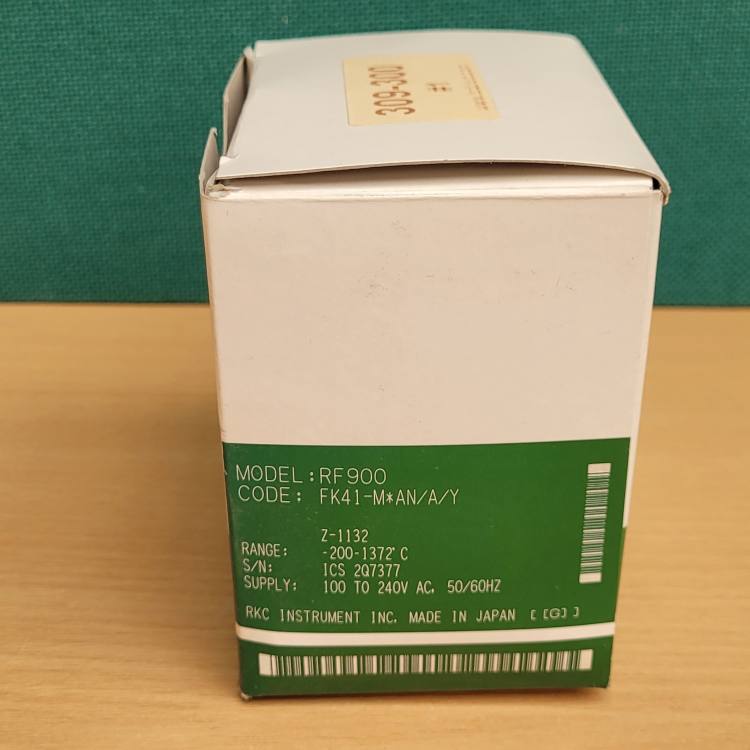 309-300
1#
MODEL:RF900
CODE: FK41-M*AN/A/Y
Z-1132
RANGE: -200-1372°C
S/N: ICS 2Q7377
SUPPLY: 100 TO 240V AC, 50/60HZ
RKC INSTRUMENT INC. MADE IN JAPAN [ [G] ]